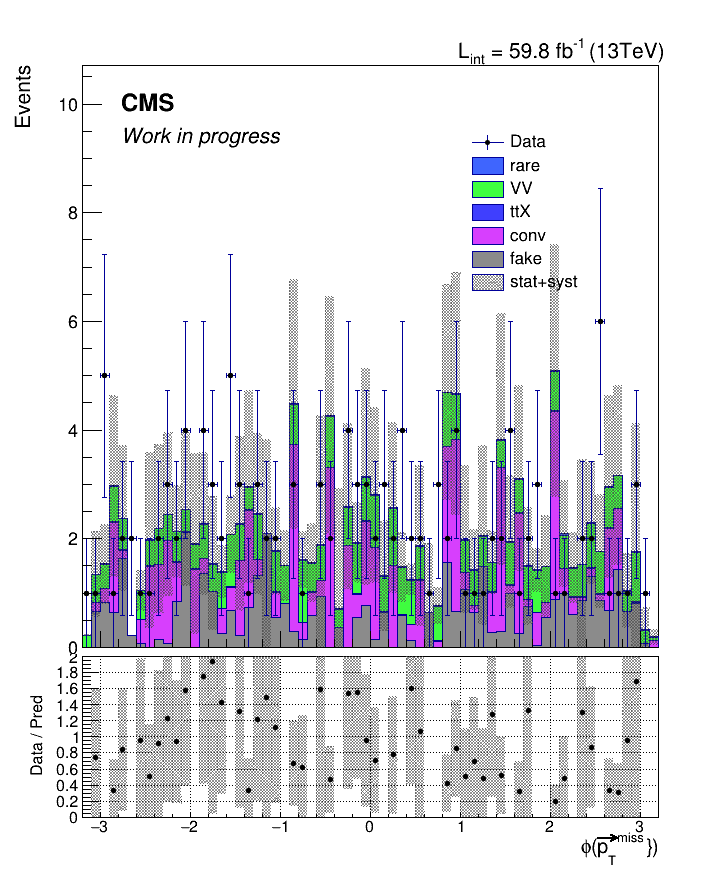 L_int = 59.8 fb^-1 (13TeV)
Events
CMS
Work in progress
Data
rare
VV
ttX
conv
fake
stat+syst
10
8
6
4
2
0
Data / Pred
2
1.8
1.6
1.4
1.2
1
0.8
0.6
0.4
0.2
0
−3 −2 −1 0 1 2 3
ϕ(p⃗_T^miss})